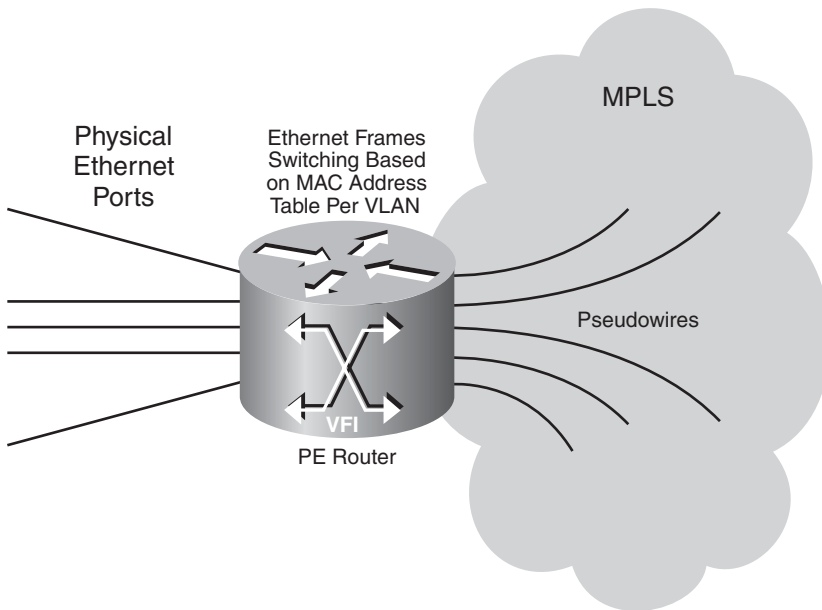 MPLS
Physical
Ethernet
Ports
Ethernet Frames
Switching Based
on MAC Address
Table Per VLAN
Pseudowires
VFI
PE Router